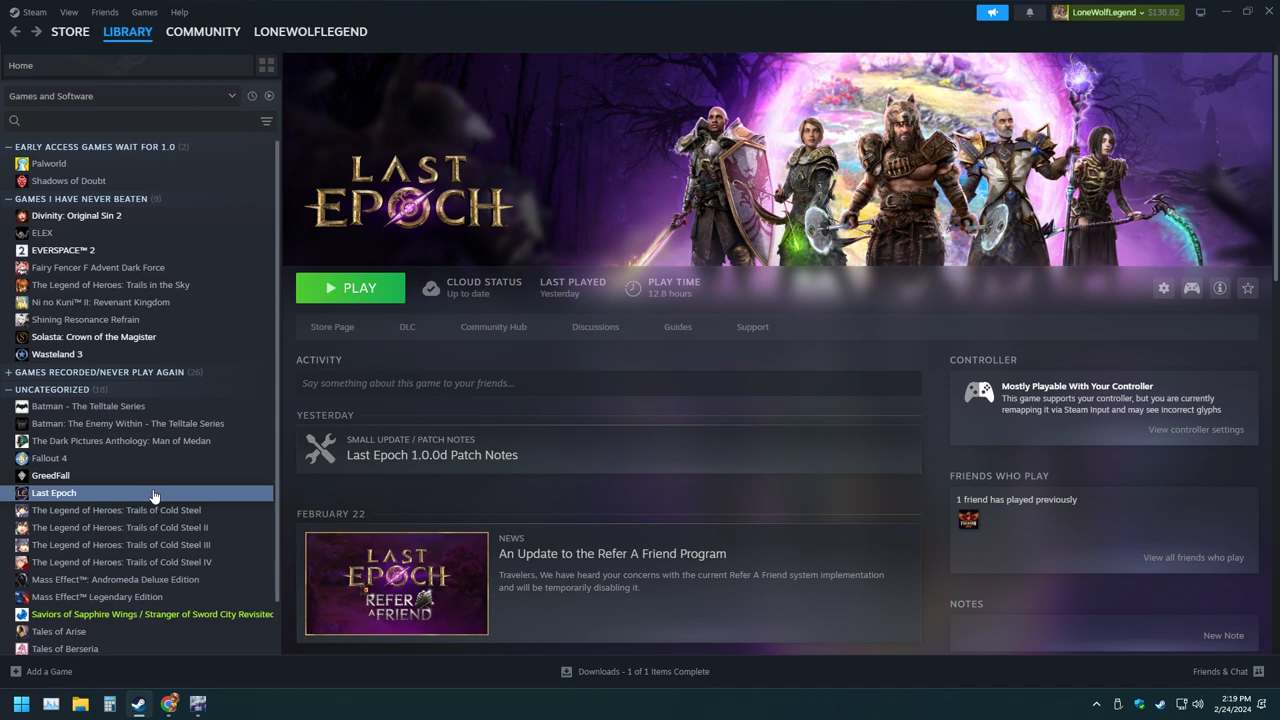 Steam View Friends Games Help
LoneWolfLegend $138.82
STORE LIBRARY COMMUNITY LONEWOLFLEGEND
Home
Games and Software
EARLY ACCESS GAMES WAIT FOR 1.0 (2)
Palworld
Shadows of Doubt
GAMES I HAVE NEVER BEATEN (9)
Divinity: Original Sin 2
ELEX
EVERSPACE™ 2
Fairy Fencer F Advent Dark Force
The Legend of Heroes: Trails in the Sky
Ni no Kuni™ II: Revenant Kingdom
Shining Resonance Refrain
Solasta: Crown of the Magister
Wasteland 3
GAMES RECORDED/NEVER PLAY AGAIN (26)
UNCATEGORIZED (18)
Batman - The Telltale Series
Batman: The Enemy Within - The Telltale Series
The Dark Pictures Anthology: Man of Medan
Fallout 4
GreedFall
Last Epoch
The Legend of Heroes: Trails of Cold Steel
The Legend of Heroes: Trails of Cold Steel II
The Legend of Heroes: Trails of Cold Steel III
The Legend of Heroes: Trails of Cold Steel IV
Mass Effect™: Andromeda Deluxe Edition
Mass Effect™ Legendary Edition
Saviors of Sapphire Wings / Stranger of Sword City Revisited
Tales of Arise
Tales of Berseria
Add a Game
LAST
EPOCH
PLAY
CLOUD STATUS
Up to date
LAST PLAYED
Yesterday
PLAY TIME
12.8 hours
Store Page DLC Community Hub Discussions Guides Support
ACTIVITY
Say something about this game to your friends...
YESTERDAY
SMALL UPDATE / PATCH NOTES
Last Epoch 1.0.0d Patch Notes
FEBRUARY 22
LAST
EPOCH
REFER
A FRIEND
NEWS
An Update to the Refer A Friend Program
Travelers, We have heard your concerns with the current Refer A Friend system implementation
and will be temporarily disabling it.
CONTROLLER
Mostly Playable With Your Controller
This game supports your controller, but you are currently
remapping it via Steam Input and may see incorrect glyphs
View controller settings
FRIENDS WHO PLAY
1 friend has played previously
View all friends who play
NOTES
New Note
Downloads - 1 of 1 Items Complete
Friends & Chat
2:19 PM
2/24/2024